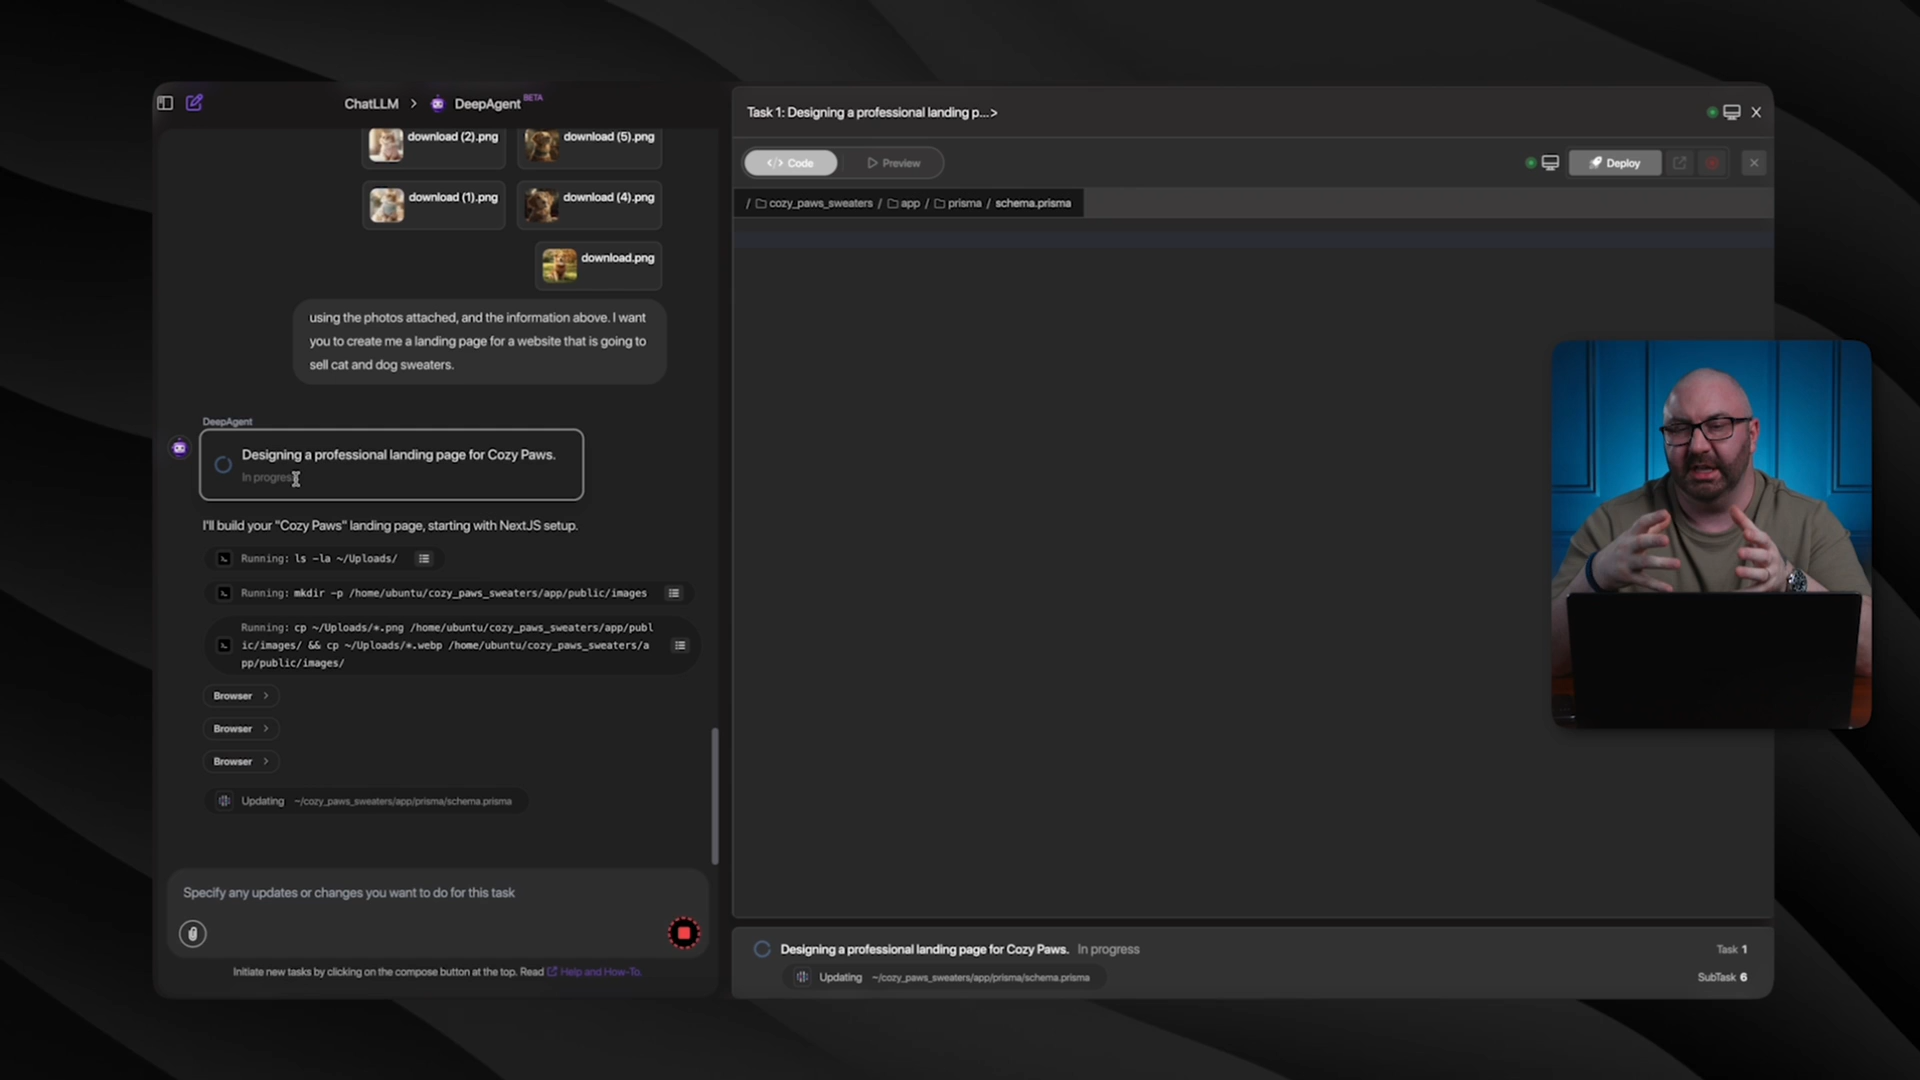 ChatLLM > DeepAgent BETA
download (2).png
download (5).png
download (1).png
download (4).png
download.png
using the photos attached, and the information above. I want
you to create me a landing page for a website that is going to
sell cat and dog sweaters.
DeepAgent
Designing a professional landing page for Cozy Paws.
In progress
I'll build your "Cozy Paws" landing page, starting with NextJS setup.
Running: ls -la ~/Uploads/
Running: mkdir -p /home/ubuntu/cozy_paws_sweaters/app/public/images
Running: cp ~/Uploads/*.png /home/ubuntu/cozy_paws_sweaters/app/publ
ic/images/ && cp ~/Uploads/*.webp /home/ubuntu/cozy_paws_sweaters/a
pp/public/images/
Browser >
Browser >
Browser >
Updating ~/cozy_paws_sweaters/app/prisma/schema.prisma
Specify any updates or changes you want to do for this task
Initiate new tasks by clicking on the compose button at the top. Read Help and How-To.
Task 1: Designing a professional landing p...>
</> Code
Preview
Deploy
/ cozy_paws_sweaters / app / prisma / schema.prisma
Designing a professional landing page for Cozy Paws. In progress
Task 1
Updating ~/cozy_paws_sweaters/app/prisma/schema.prisma
SubTask 6